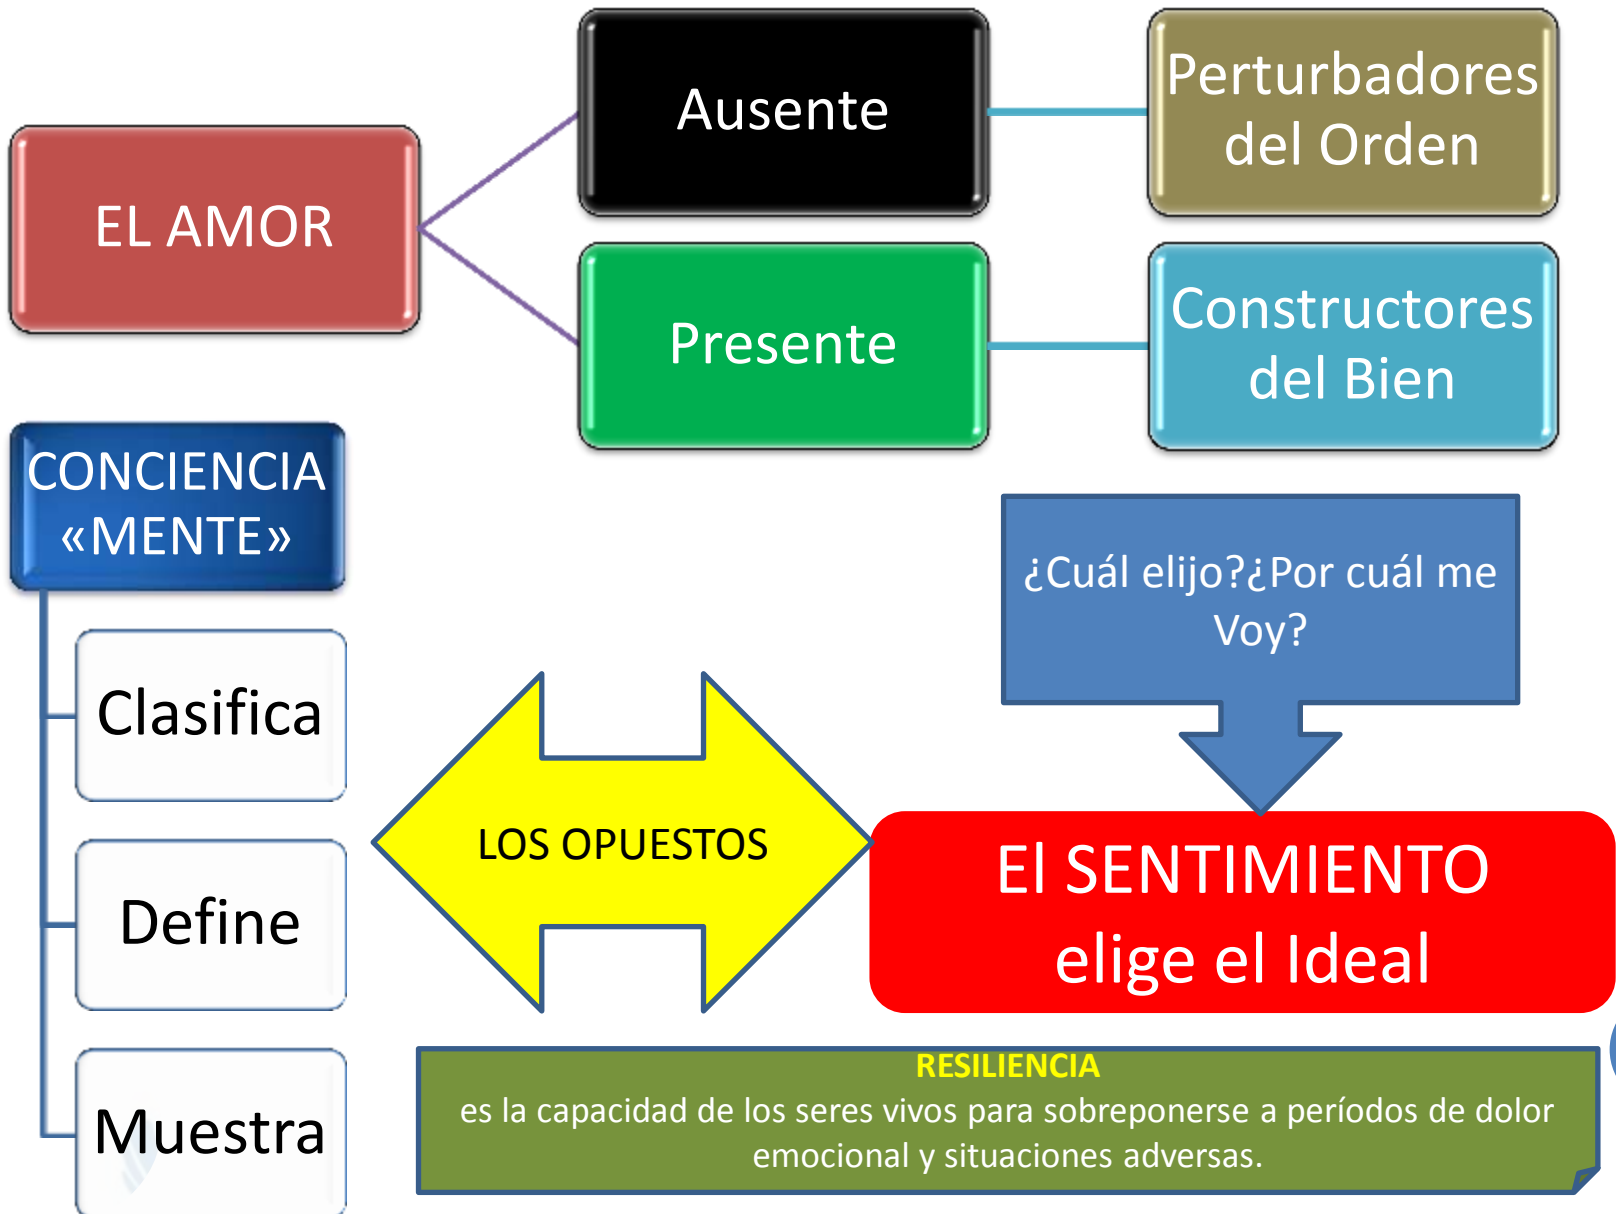 EL AMOR
Ausente
Perturbadores
del Orden
Presente
Constructores
del Bien
CONCIENCIA
«MENTE»
Clasifica
Define
Muestra
LOS OPUESTOS
¿Cuál elijo?¿Por cuál me
Voy?
El SENTIMIENTO
elige el Ideal
RESILIENCIA
es la capacidad de los seres vivos para sobreponerse a períodos de dolor
emocional y situaciones adversas.